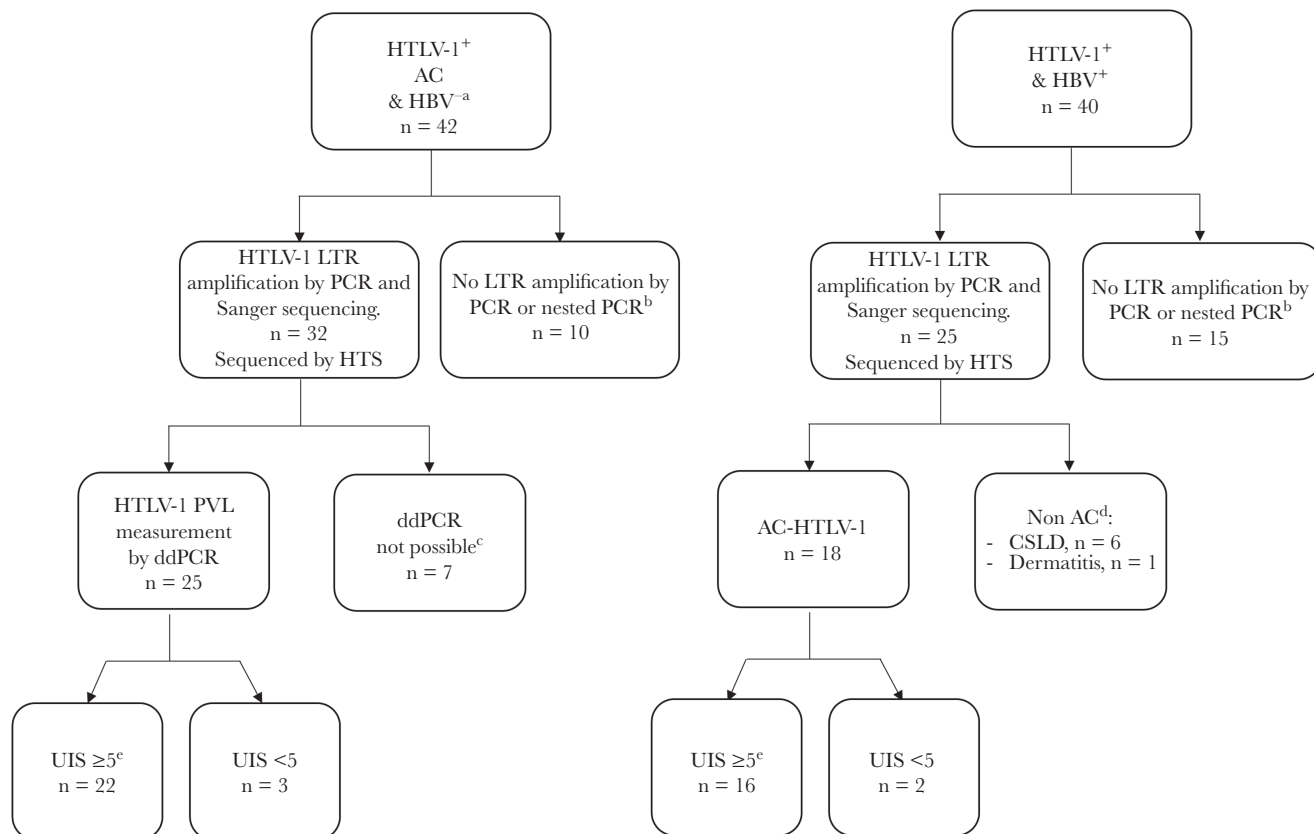 HTLV-1⁺
AC
& HBV⁻ᵃ
n = 42
HTLV-1⁺
& HBV⁺
n = 40
HTLV-1 LTR
amplification by PCR and
Sanger sequencing.
n = 32
Sequenced by HTS
No LTR amplification by
PCR or nested PCRᵇ
n = 10
HTLV-1 LTR
amplification by PCR and
Sanger sequencing.
n = 25
Sequenced by HTS
No LTR amplification by
PCR or nested PCRᵇ
n = 15
HTLV-1 PVL
measurement
by ddPCR
n = 25
ddPCR
not possibleᶜ
n = 7
AC-HTLV-1
n = 18
Non ACᵈ:
- CSLD, n = 6
- Dermatitis, n = 1
UIS ≥5ᵉ
n = 22
UIS <5
n = 3
UIS ≥5ᵉ
n = 16
UIS <5
n = 2